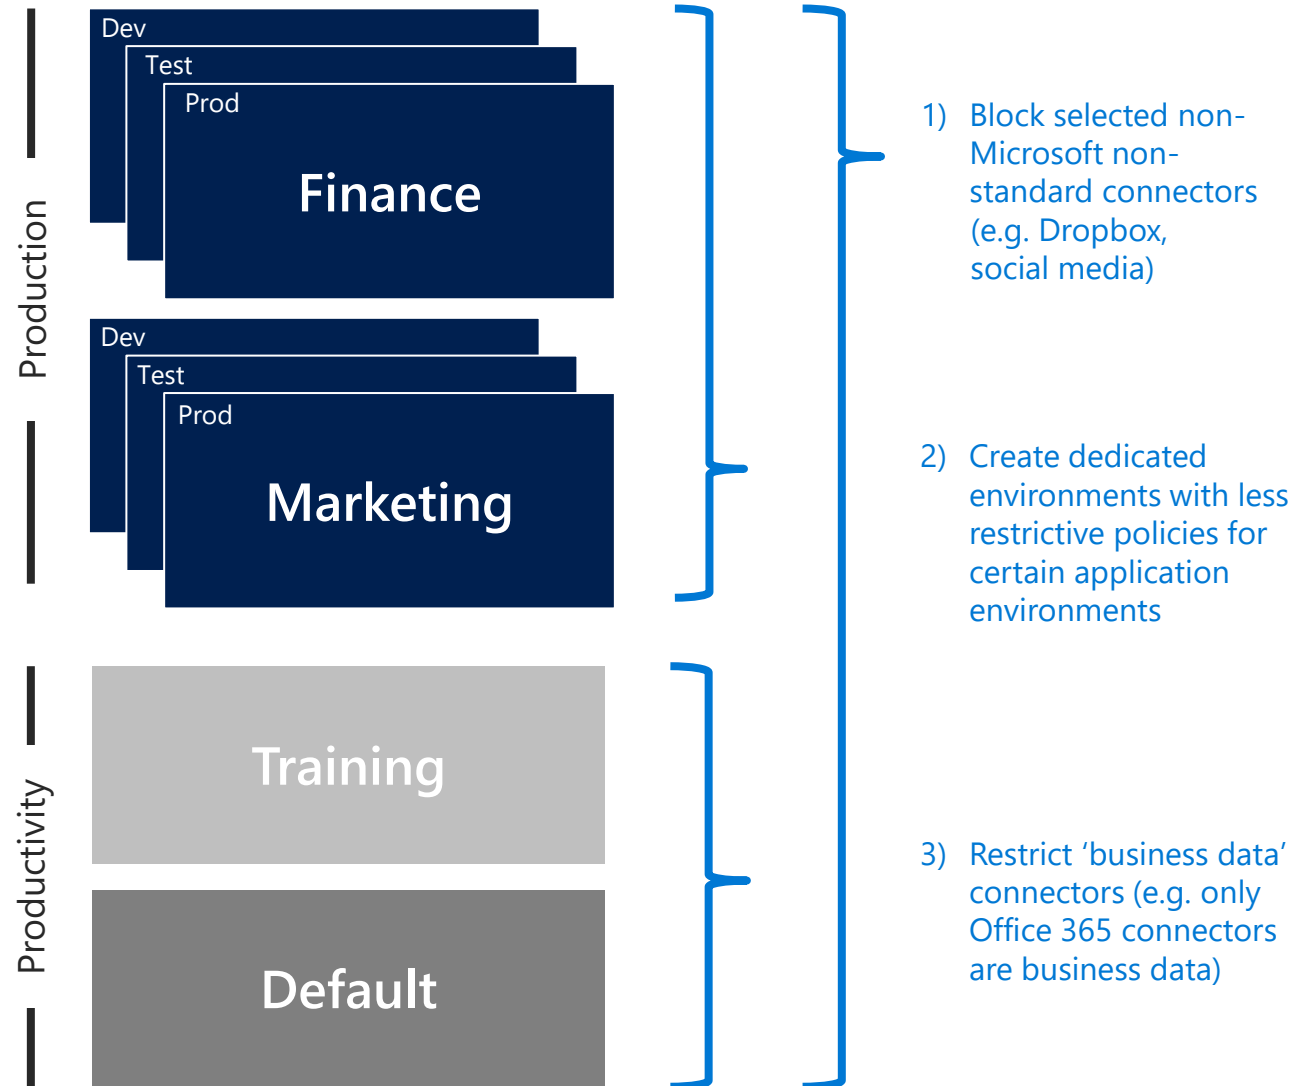 Production
Dev
Test
Prod
Finance
Dev
Test
Prod
Marketing
Productivity
Training
Default
1) Block selected non-
Microsoft non-
standard connectors
(e.g. Dropbox,
social media)
2) Create dedicated
environments with less
restrictive policies for
certain application
environments
3) Restrict ‘business data’
connectors (e.g. only
Office 365 connectors
are business data)